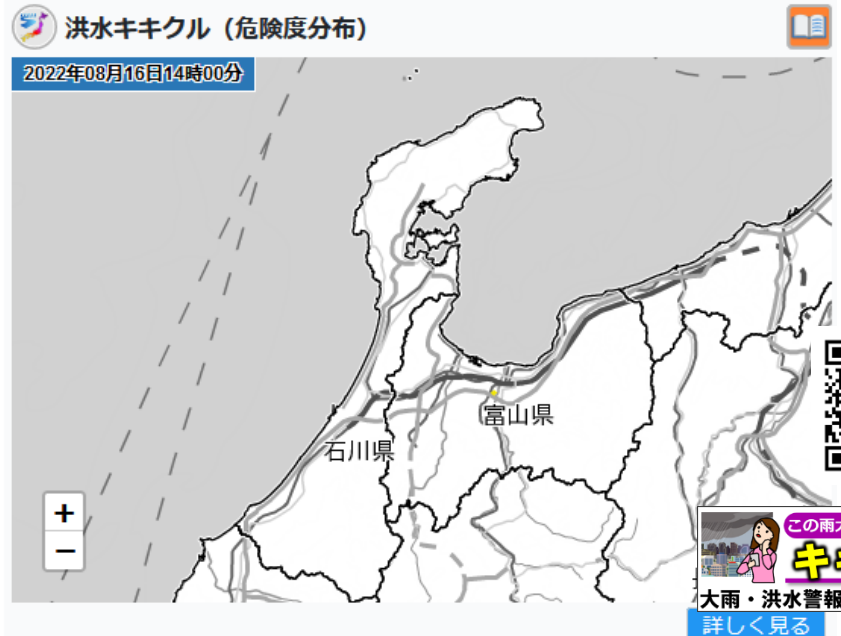 洪水キキクル（危険度分布）
2022年08月16日14時00分
富山県
石川県
+
−
この雨
キ
大雨・洪水警報
詳しく見る